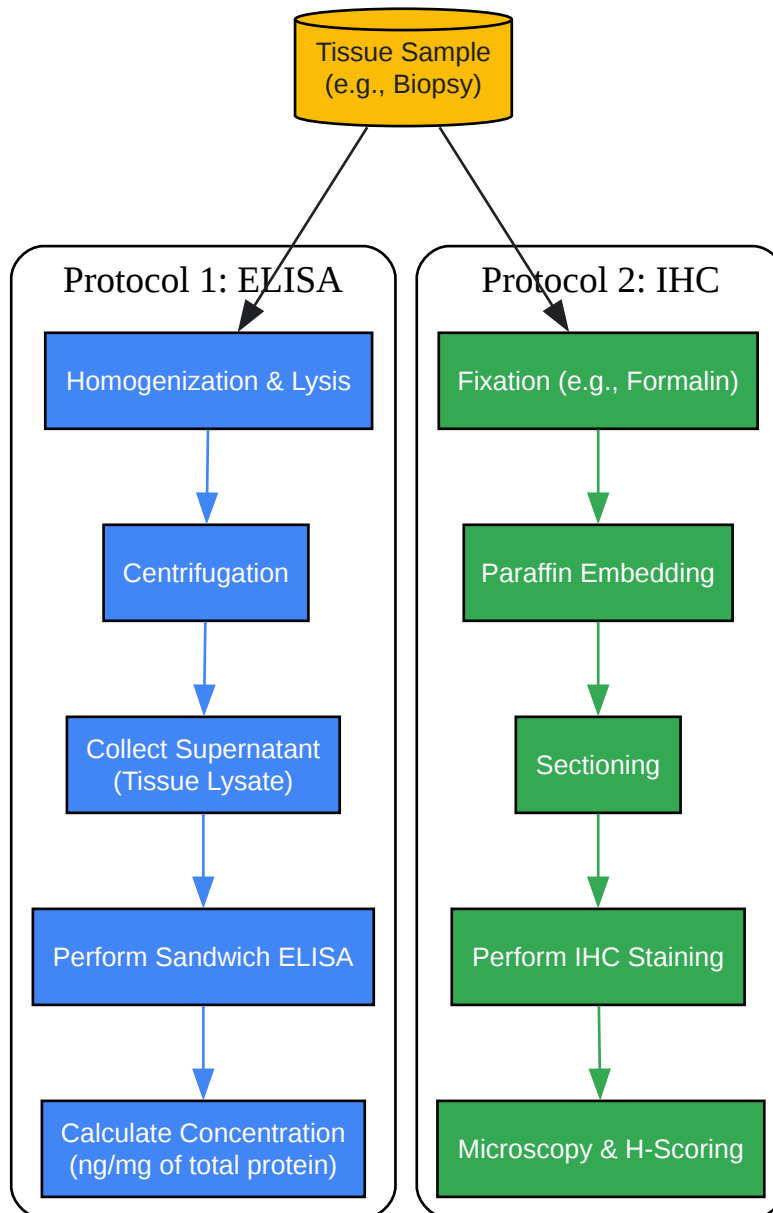 Tissue Sample
(e.g., Biopsy)
Protocol 1: ELISA
Homogenization & Lysis
Centrifugation
Collect Supernatant
(Tissue Lysate)
Perform Sandwich ELISA
Calculate Concentration
(ng/mg of total protein)
Protocol 2: IHC
Fixation (e.g., Formalin)
Paraffin Embedding
Sectioning
Perform IHC Staining
Microscopy & H-Scoring